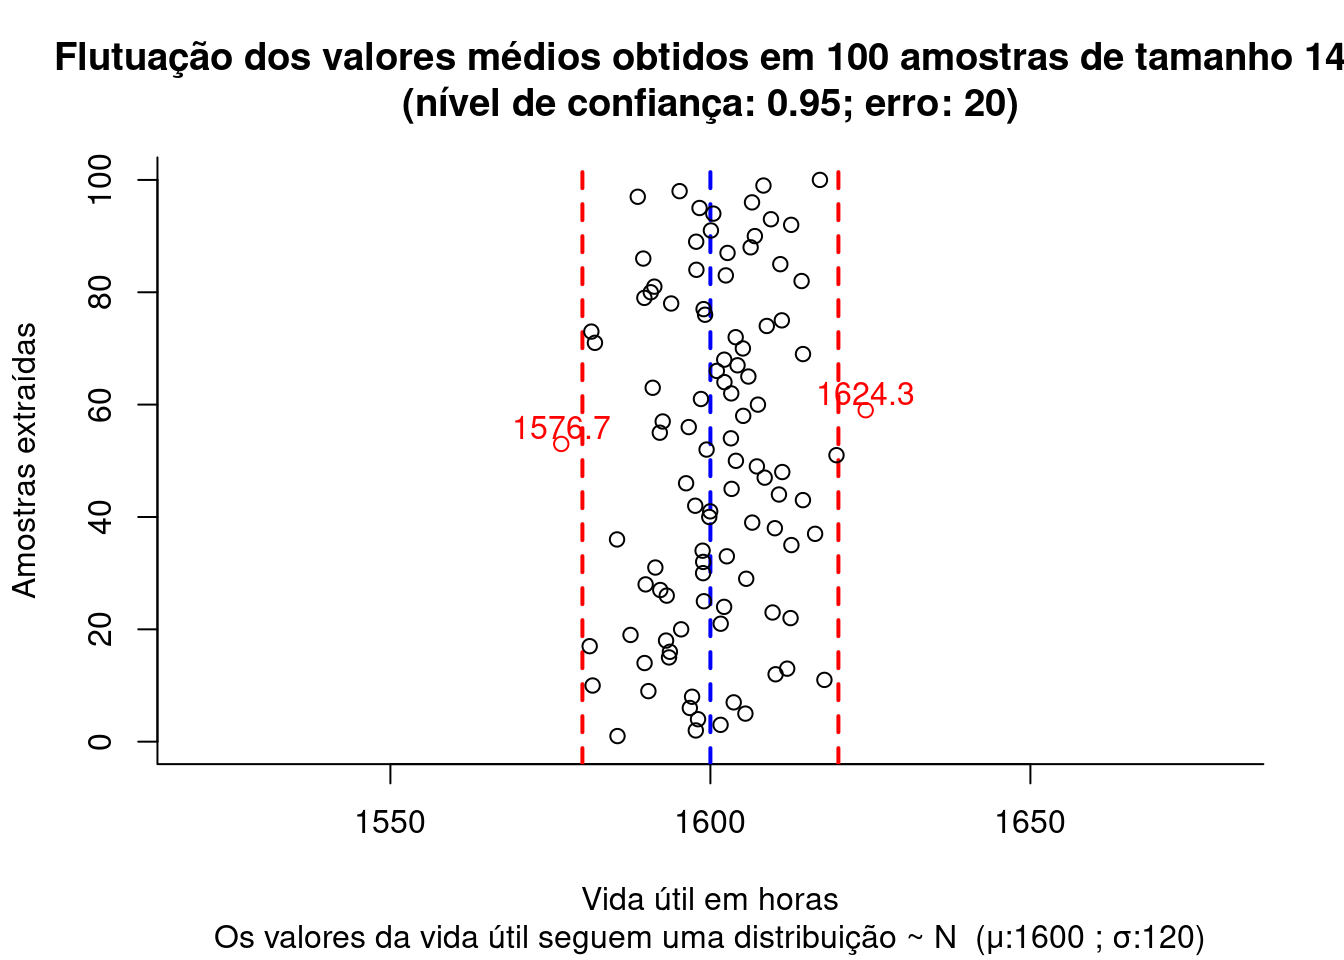 Flutuação dos valores médios obtidos em 100 amostras de tamanho 14
(nível de confiança: 0.95; erro: 20)
100
80
60
40
20
0
Amostras extraídas
1624.3
1576.7
1550 1600 1650
Vida útil em horas
Os valores da vida útil seguem uma distribuição ~ N (μ:1600 ; σ:120)